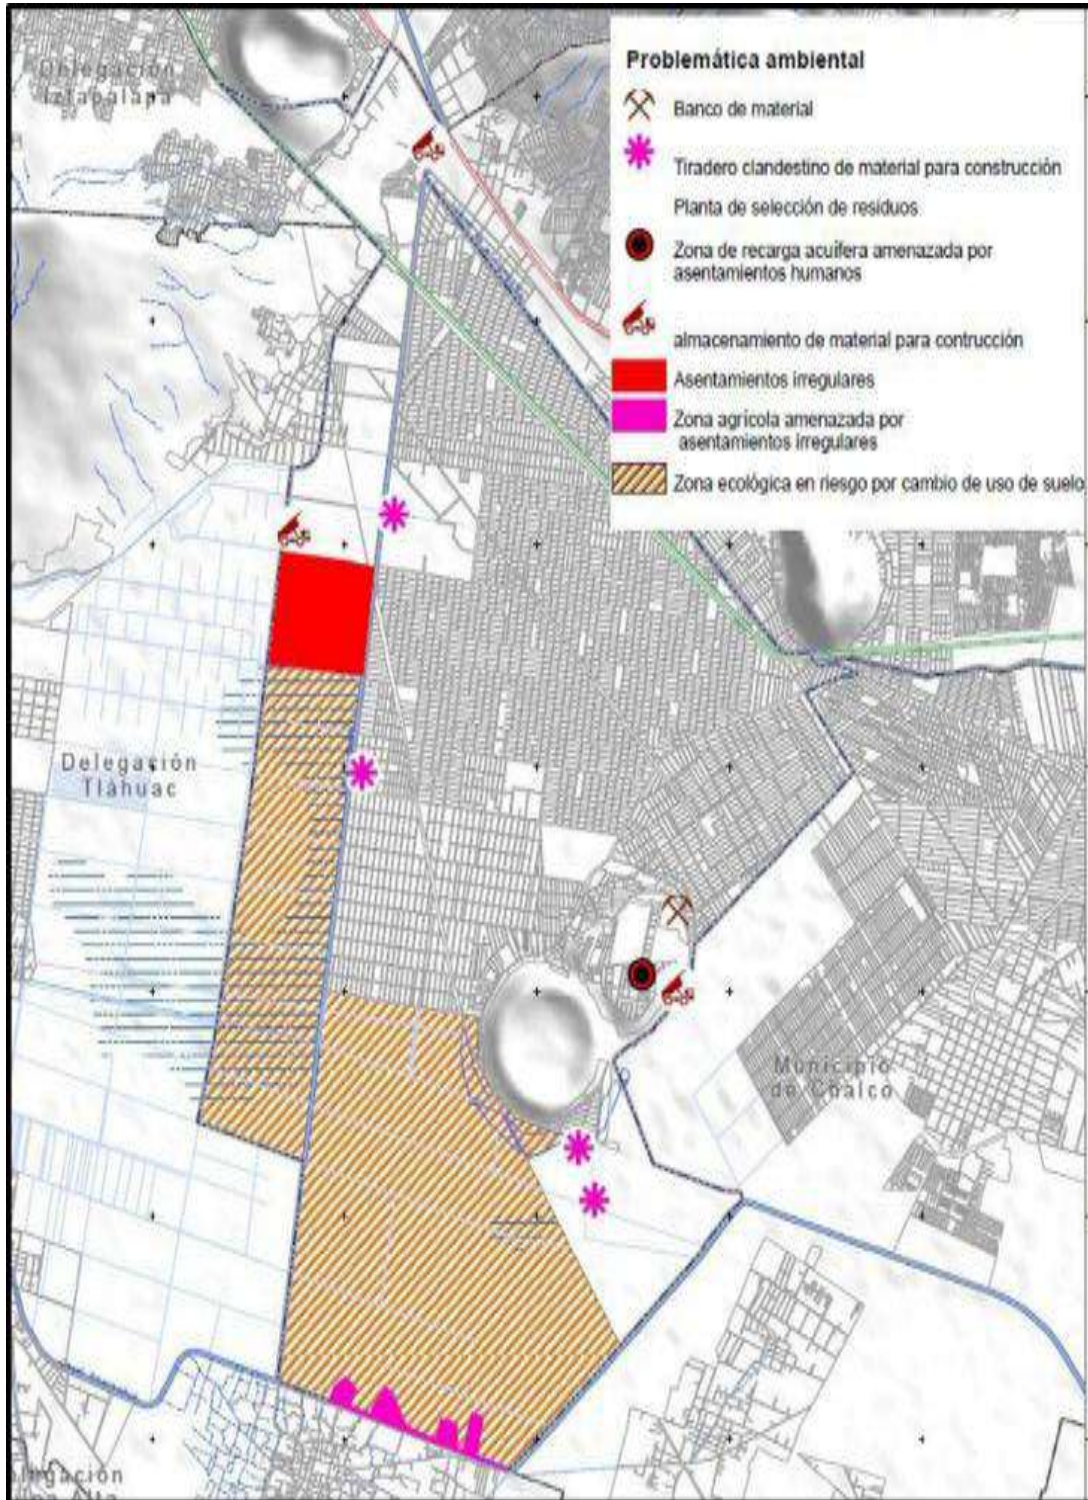 Delegación
Iztapalapa
Problemática ambiental
Banco de material
Tiradero clandestino de material para construcción
Planta de selección de residuos
Zona de recarga acuífera amenazada por
asentamientos humanos
almacenamiento de material para contrucción
Asentamientos irregulares
Zona agrícola amenazada por
asentamientos irregulares
Zona ecológica en riesgo por cambio de uso de suelo
Delegación
Tláhuac
Municipio
de Chalco
Delegación
Alta